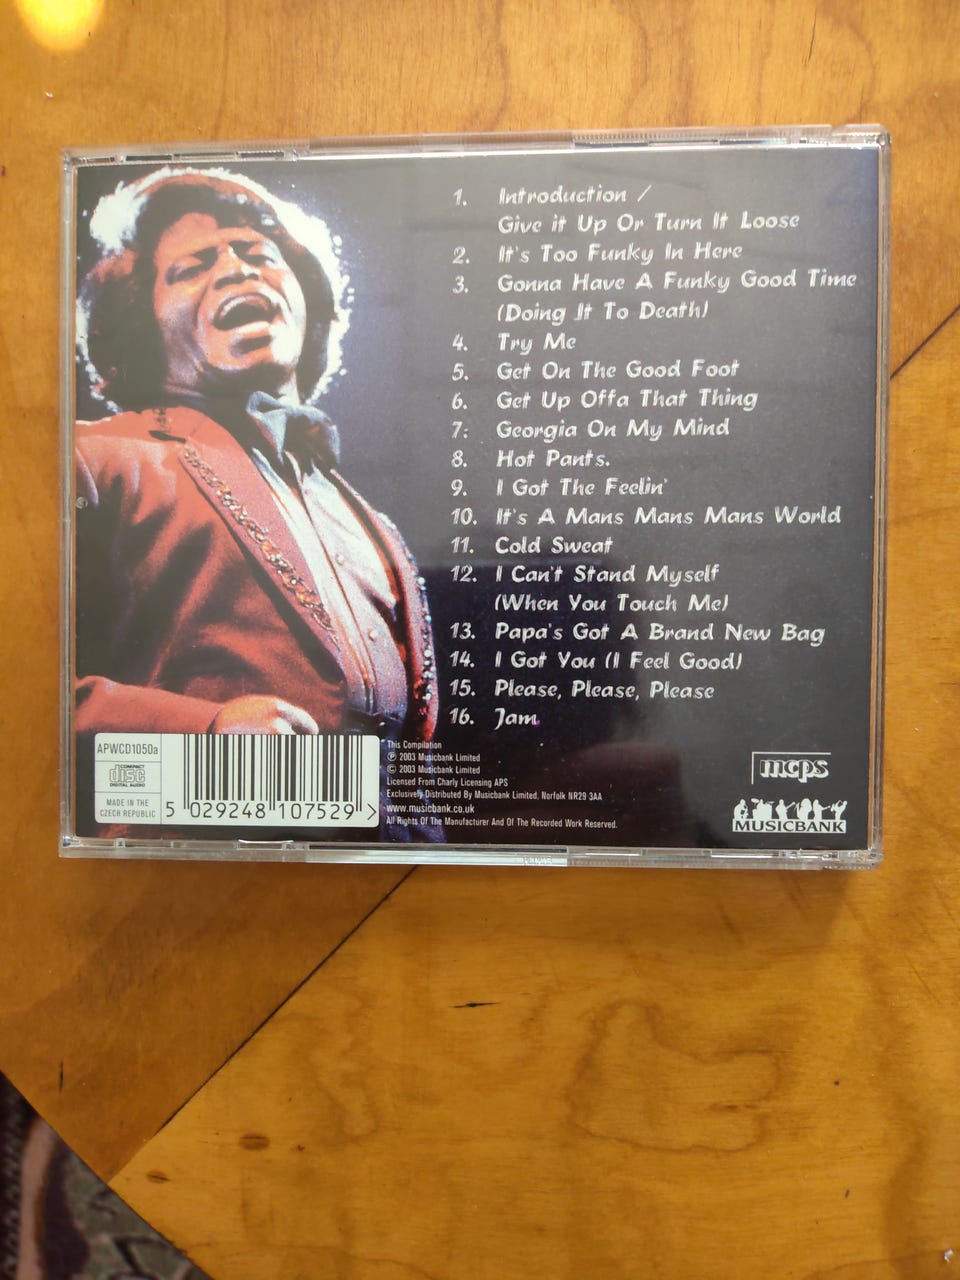 1. Introduction /
Give it Up Or Turn It Loose
2. It's Too Funky In Here
3. Gonna Have A Funky Good Time
(Doing It To Death)
4. Try Me
5. Get On The Good Foot
6. Get Up Offa That Thing
7. Georgia On My Mind
8. Hot Pants.
9. I Got The Feelin'
10. It's A Mans Mans Mans World
11. Cold Sweat
12. I Can't Stand Myself
(When You Touch Me)
13. Papa's Got A Brand New Bag
14. I Got You (I Feel Good)
15. Please, Please, Please
16. Jam
APWCD1050a
COMPACT
disc
DIGITAL AUDIO
MADE IN THE
CZECH REPUBLIC
5 029248 107529 >
This Compilation
℗ 2003 Musicbank Limited
© 2003 Musicbank Limited
Licensed From Charly Licensing APS
Exclusively Distributed By Musicbank Limited, Norfolk NR29 3AA
www.musicbank.co.uk
All Rights Of The Manufacturer And Of The Recorded Work Reserved.
mcps
MUSICBANK